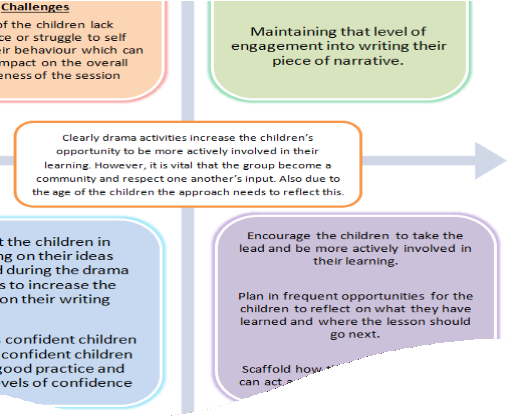 Challenges
of the children lack
ce or struggle to self
eir behaviour which can
mpact on the overall
eness of the session
Maintaining that level of
engagement into writing their
piece of narrative.
Clearly drama activities increase the children's
opportunity to be more actively involved in their
learning. However, it is vital that the group become a
community and respect one another's input. Also due to
the age of the children the approach needs to reflect this.
t the children in
ng on their ideas
d during the drama
s to increase the
on their writing
s confident children
confident children
good practice and
evels of confidence
Encourage the children to take the
lead and be more actively involved in
their learning.
Plan in frequent opportunities for the
children to reflect on what they have
learned and where the lesson should
go next.
Scaffold how
can act